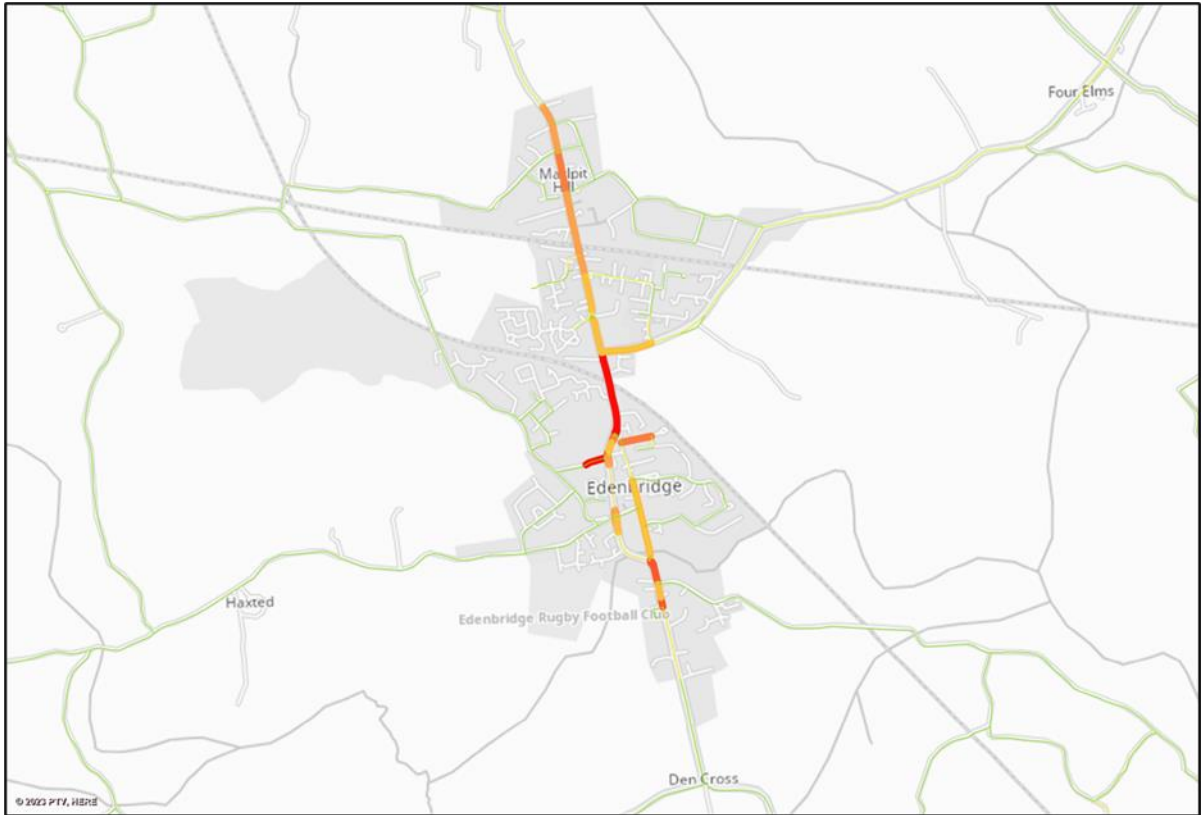 Four Elms
Marlpit
Hill
Edenbridge
Haxted
Edenbridge Rugby Football Club
Den Cross
© 2023 PTV, HERE